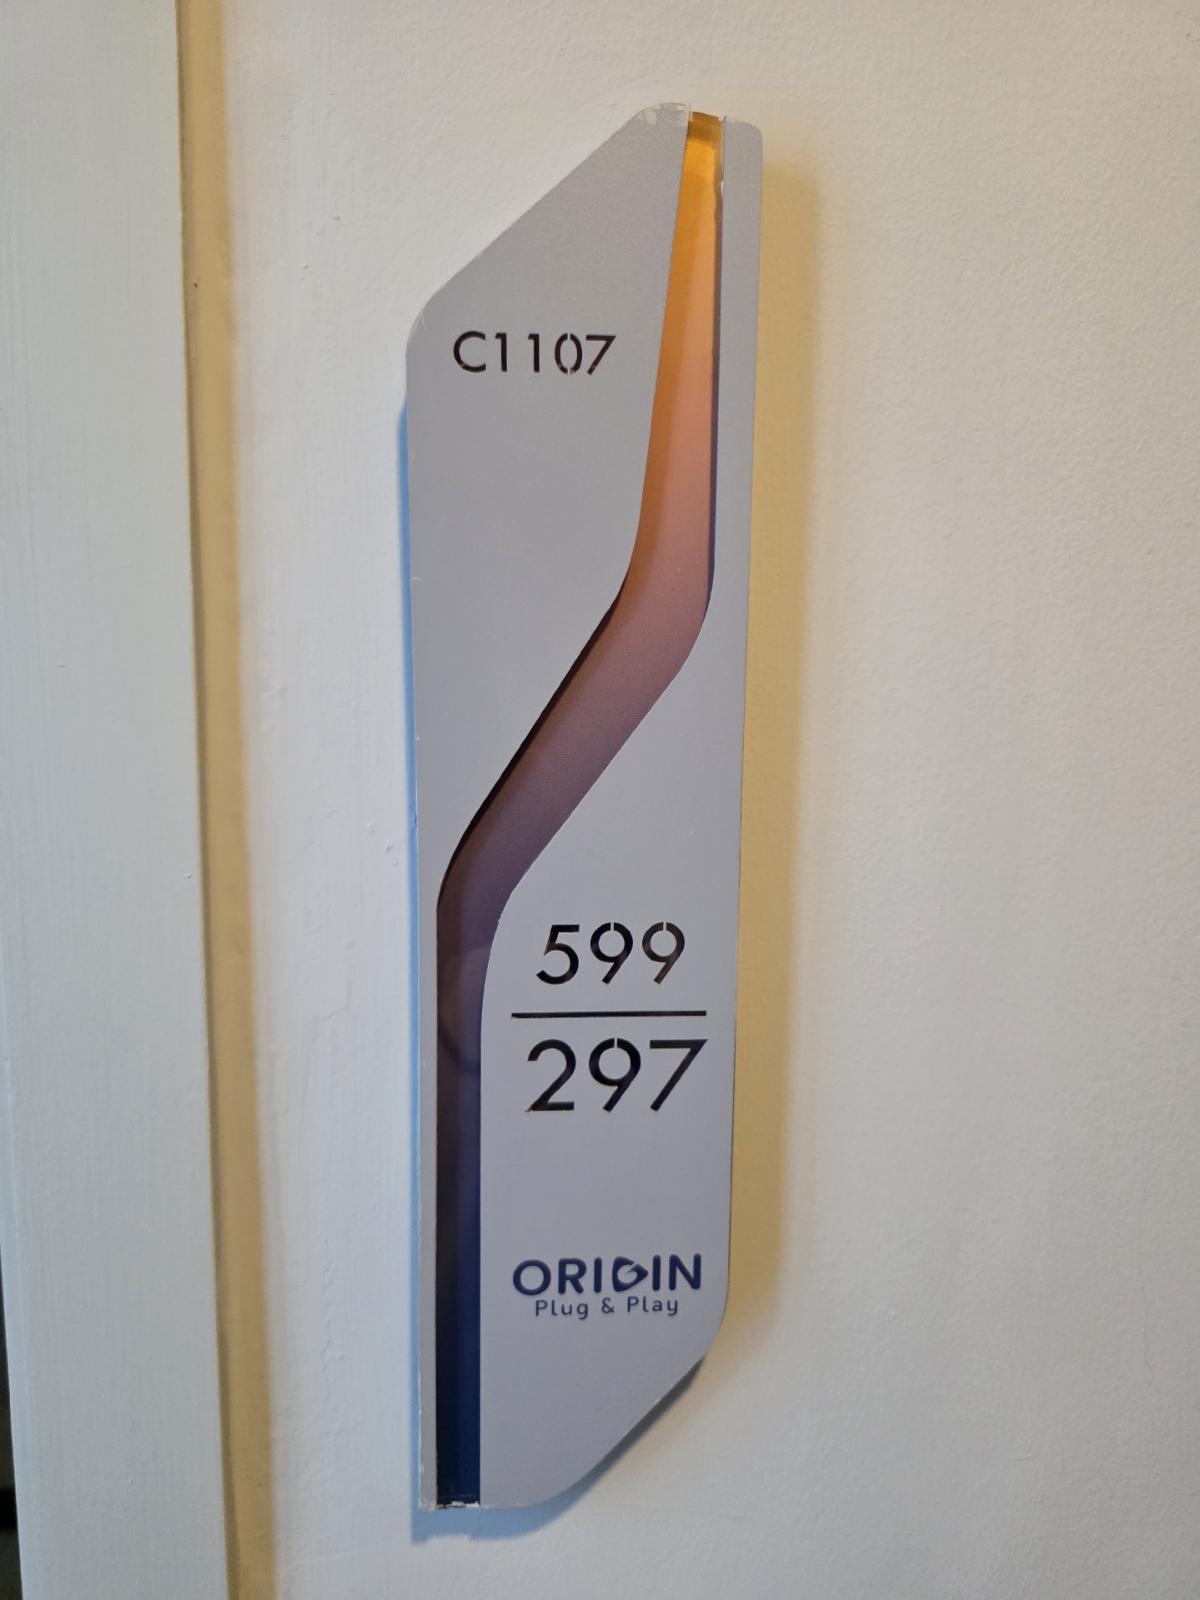 C1107
599
297
ORIGIN
Plug & Play